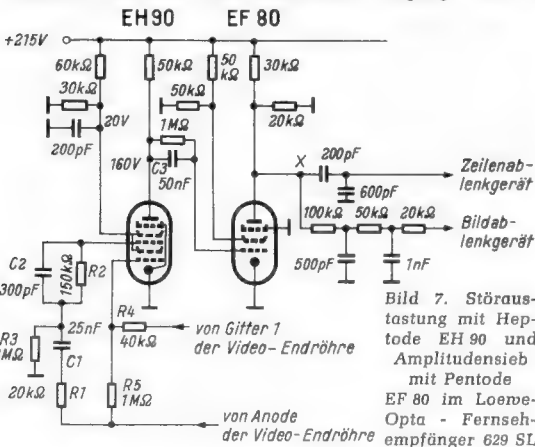 EH 90 EF 80
+215V
60kΩ 50kΩ 50
kΩ 30kΩ
30kΩ 50kΩ
20V 1MΩ 20kΩ
200pF 160V C3
50nF
X 200pF
600pF
Zeilenab-
lenkgerät
100kΩ 50kΩ 20kΩ
Bildab-
lenkgerät
500pF 1nF
C2
300pF 150kΩ R2
R3
1MΩ 25nF
C1
20kΩ R1
R4
40kΩ
von Gitter 1
der Video-Endröhre
R5
1MΩ
von Anode
der Video-Endröhre
Bild 7. Störaus-
tastung mit Hep-
tode EH 90 und
Amplitudensieb
mit Pentode
EF 80 im Loewe-
Opta - Fernseh-
empfänger 629 SL